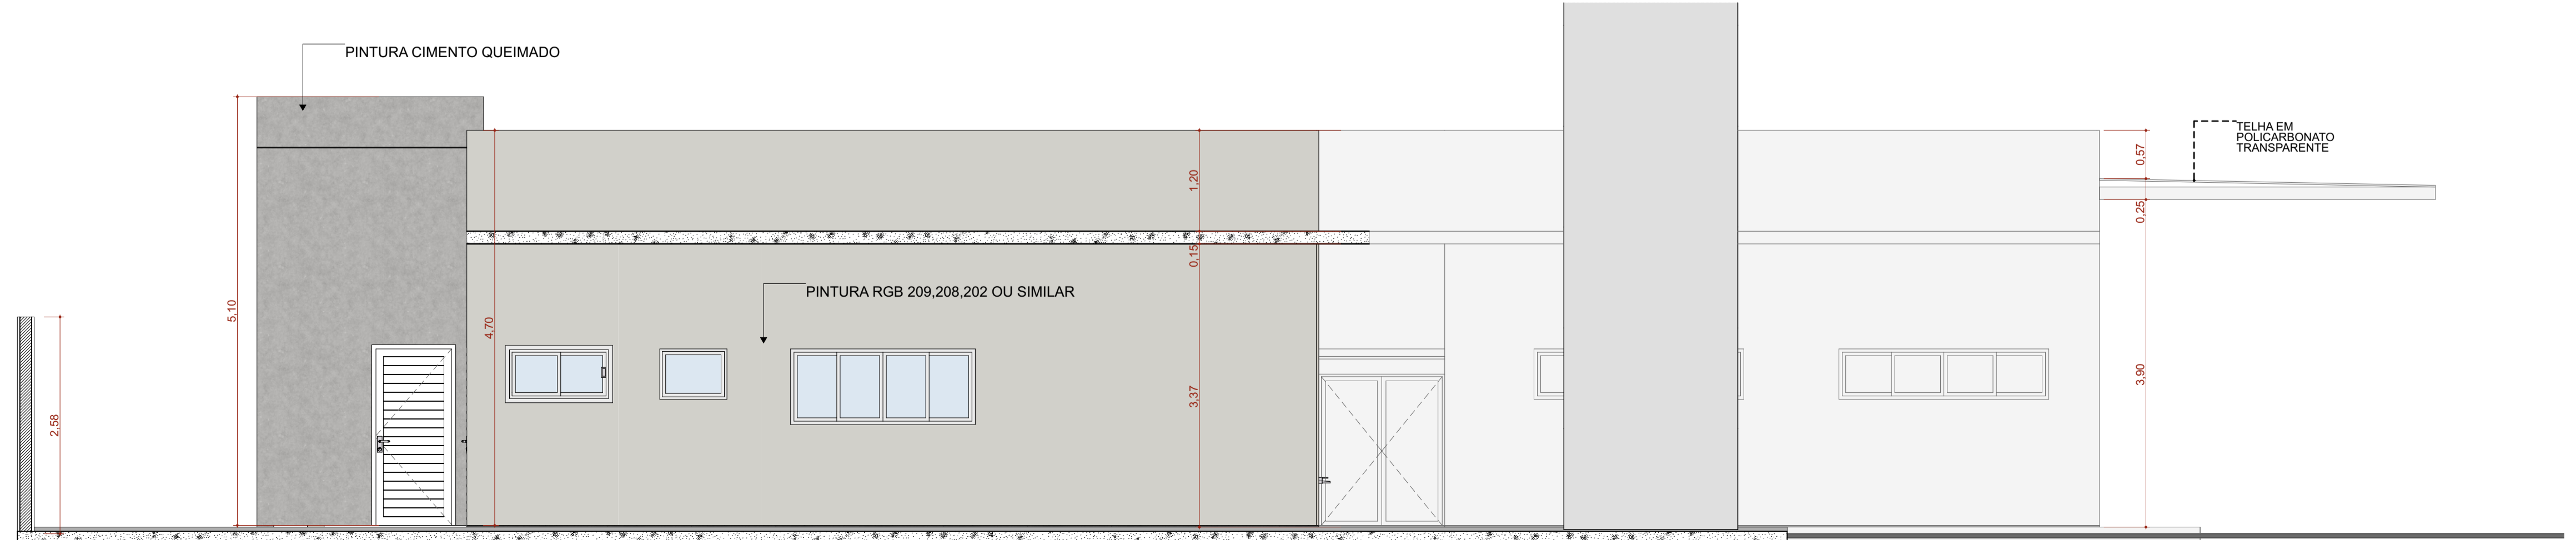 PINTURA CIMENTO QUEIMADO
TELHA EM
POLICARBONATO
TRANSPARENTE
0,57
1,20
0,25
0,15
PINTURA RGB 209,208,202 OU SIMILAR
5,10
4,70
3,90
3,37
2,58